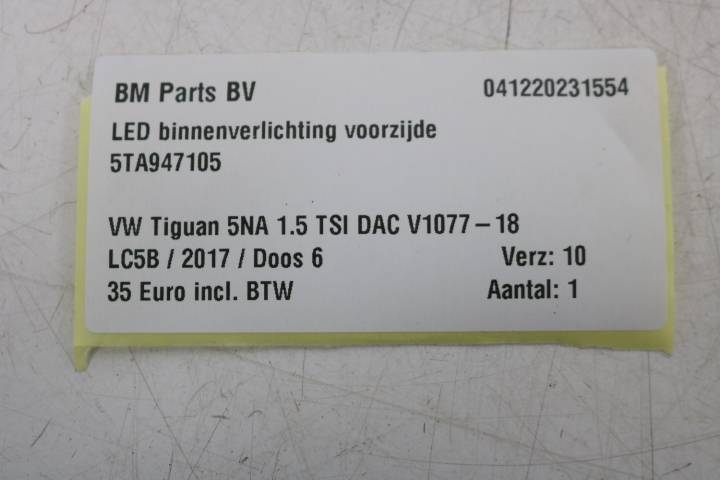 BM Parts BV 041220231554
LED binnenverlichting voorzijde
5TA947105
VW Tiguan 5NA 1.5 TSI DAC V1077 – 18
LC5B / 2017 / Doos 6 Verz: 10
35 Euro incl. BTW Aantal: 1